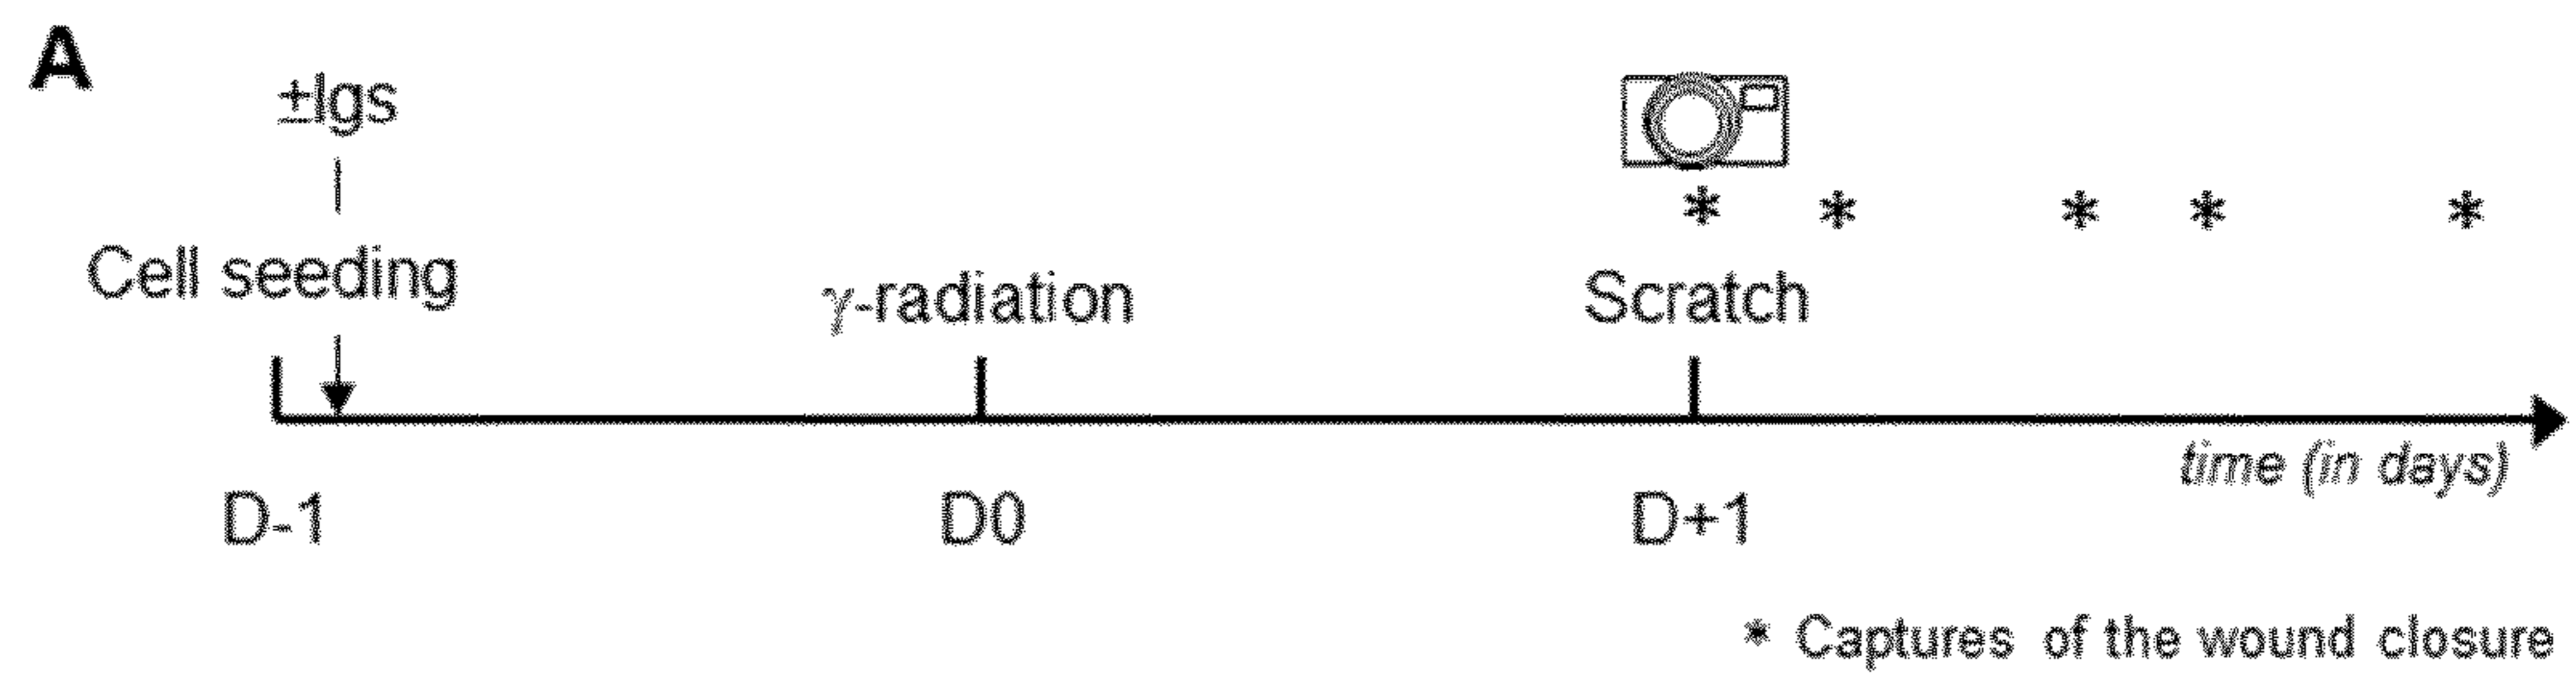 A
±Igs
Cell seeding
γ-radiation
Scratch
* * * * *
time (in days)
D-1
D0
D+1
* Captures of the wound closure